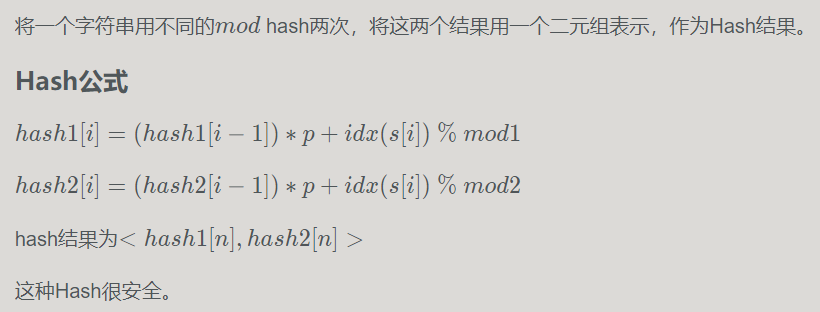 将一个字符串用不同的mod hash两次，将这两个结果用一个二元组表示，作为Hash结果。
Hash公式
hash1[i] = (hash1[i − 1]) ∗ p + idx(s[i]) % mod1
hash2[i] = (hash2[i − 1]) ∗ p + idx(s[i]) % mod2
hash结果为< hash1[n], hash2[n] >
这种Hash很安全。